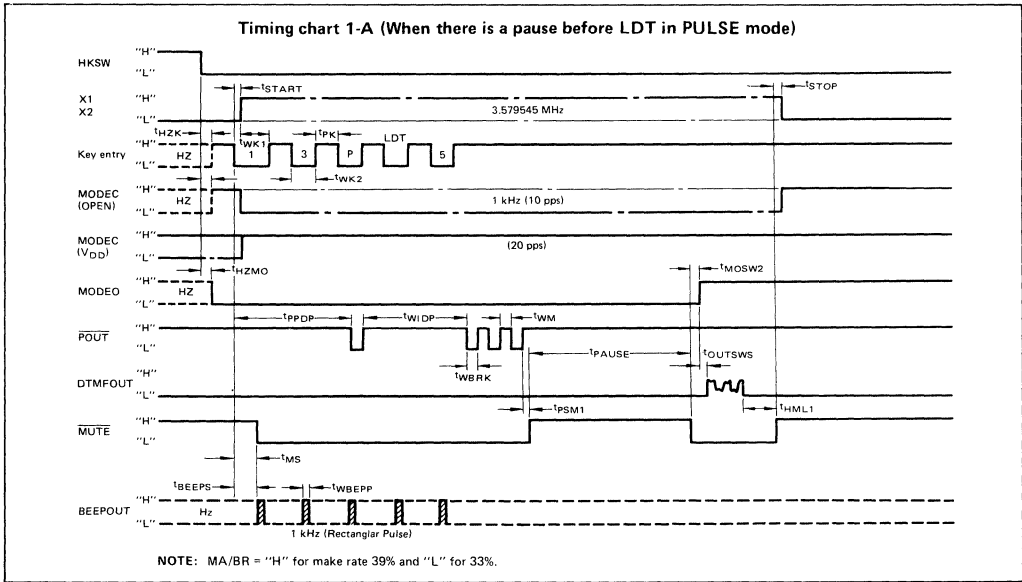 Timing chart 1-A (When there is a pause before LDT in PULSE mode)
HKSW "H" "L"
tSTART tSTOP
X1 X2 "H" "L" 3.579545 MHz
tHZK tWK1 tPK LDT
Key entry "H" "L" HZ 1 3 P 5
tWK2
MODEC (OPEN) "H" "L" HZ 1 kHz (10 pps)
MODEC (VDD) "H" "L" (20 pps)
tHZMO tMOSW2
MODEO "H" "L" HZ
tPPDP tWIDP tWM
POUT "H" "L"
tWBRK tPAUSE tOUTSWS
DTMFOUT "H" "L"
tPSM1 tHML1
MUTE "H" "L"
tMS
tBEEPS tWBEPP
BEEPOUT "H" "L" Hz
1 kHz (Rectanglar Pulse)
NOTE: MA/BR = "H" for make rate 39% and "L" for 33%.